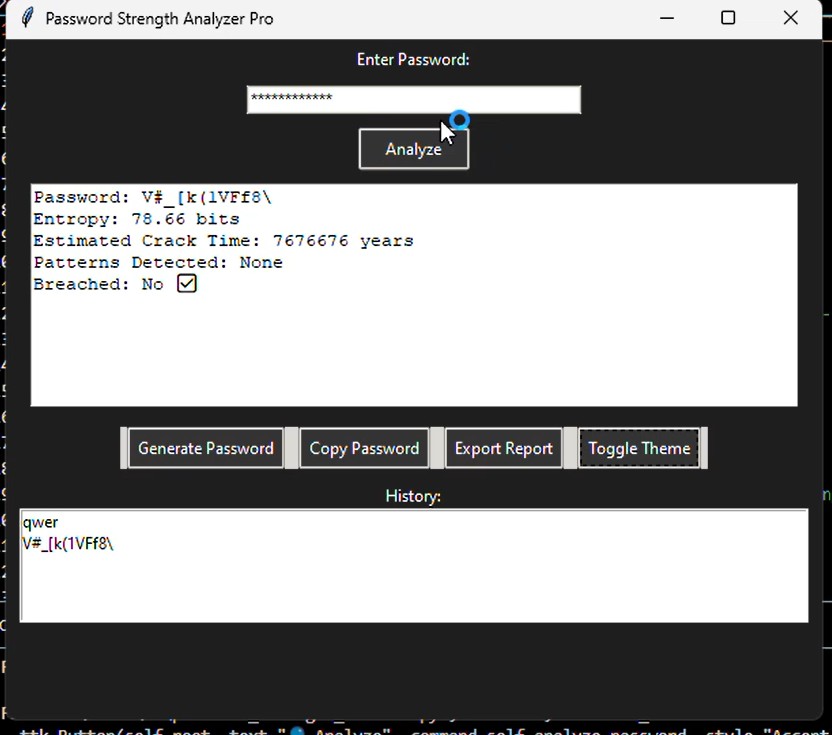 Password Strength Analyzer Pro
Enter Password:
************
Analyze
Password: V#_[k(1VFf8\
Entropy: 78.66 bits
Estimated Crack Time: 7676676 years
Patterns Detected: None
Breached: No ☑
Generate Password Copy Password Export Report Toggle Theme
History:
qwer
V#_[k(1VFf8\